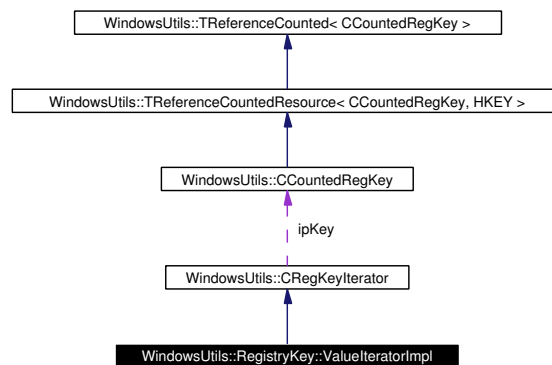 WindowsUtils::TReferenceCounted< CCountedRegKey >
WindowsUtils::TReferenceCountedResource< CCountedRegKey, HKEY >
WindowsUtils::CCountedRegKey
ipKey
WindowsUtils::CRegKeyIterator
WindowsUtils::RegistryKey::ValueIteratorImpl